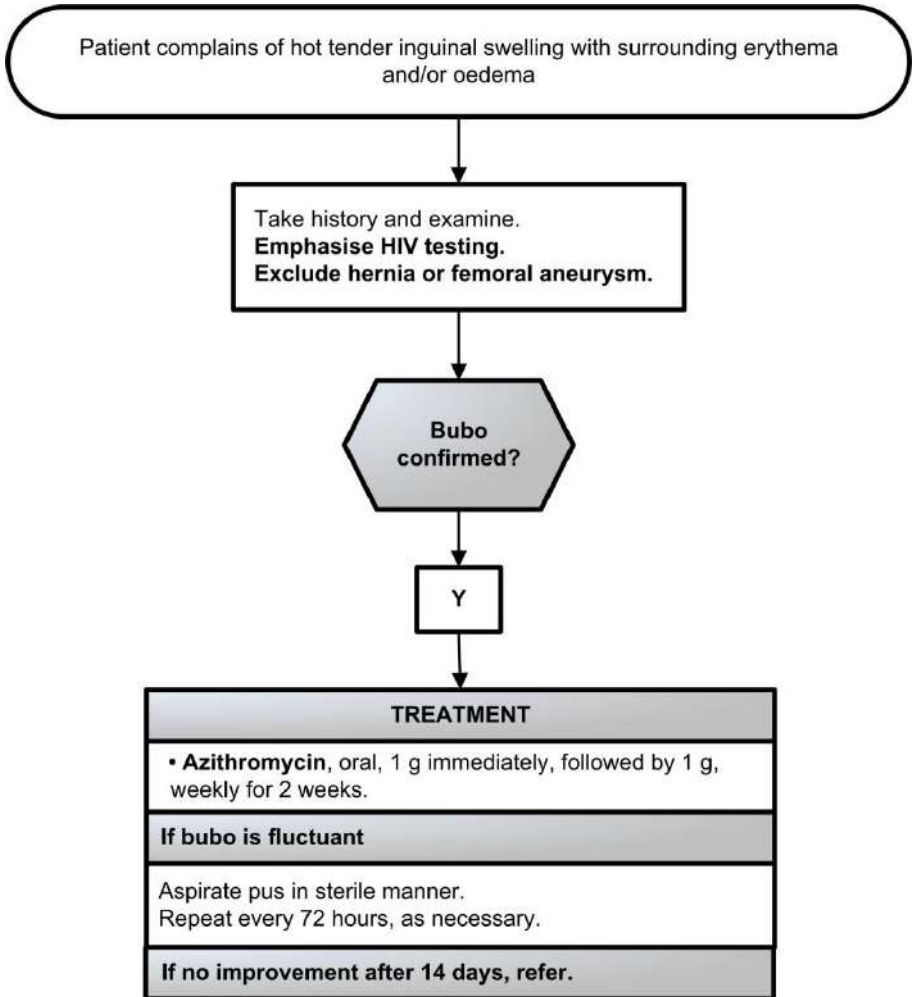 Patient complains of hot tender inguinal swelling with surrounding erythema
and/or oedema
Take history and examine.
Emphasise HIV testing.
Exclude hernia or femoral aneurysm.
Bubo
confirmed?
Y
TREATMENT
• Azithromycin, oral, 1 g immediately, followed by 1 g,
weekly for 2 weeks.
If bubo is fluctuant
Aspirate pus in sterile manner.
Repeat every 72 hours, as necessary.
If no improvement after 14 days, refer.